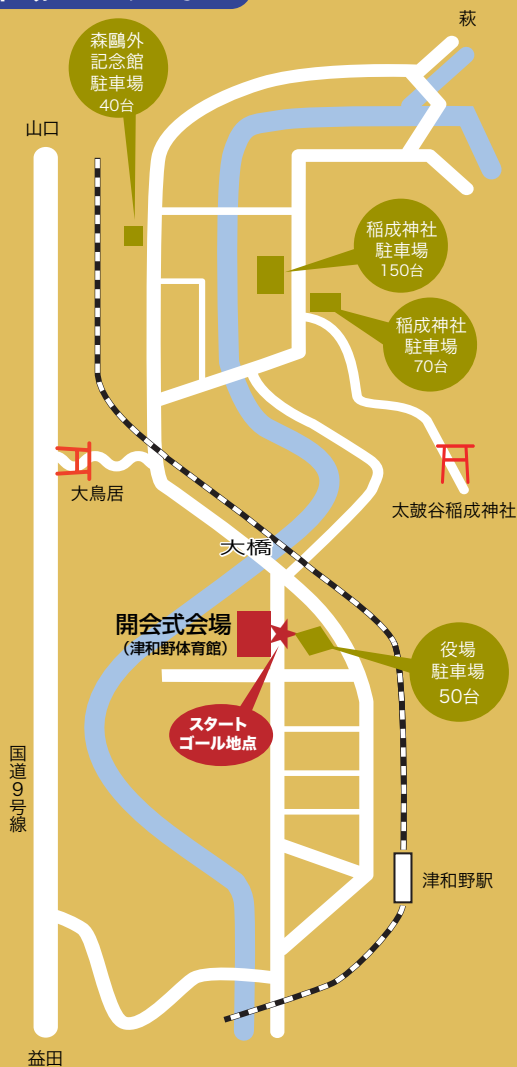 萩
森鷗外
記念館
駐車場
40台
山口
稲成神社
駐車場
150台
稲成神社
駐車場
70台
大鳥居
太皷谷稲成神社
大橋
開会式会場
（津和野体育館）
役場
駐車場
50台
スタート
ゴール地点
国道9号線
津和野駅
益田